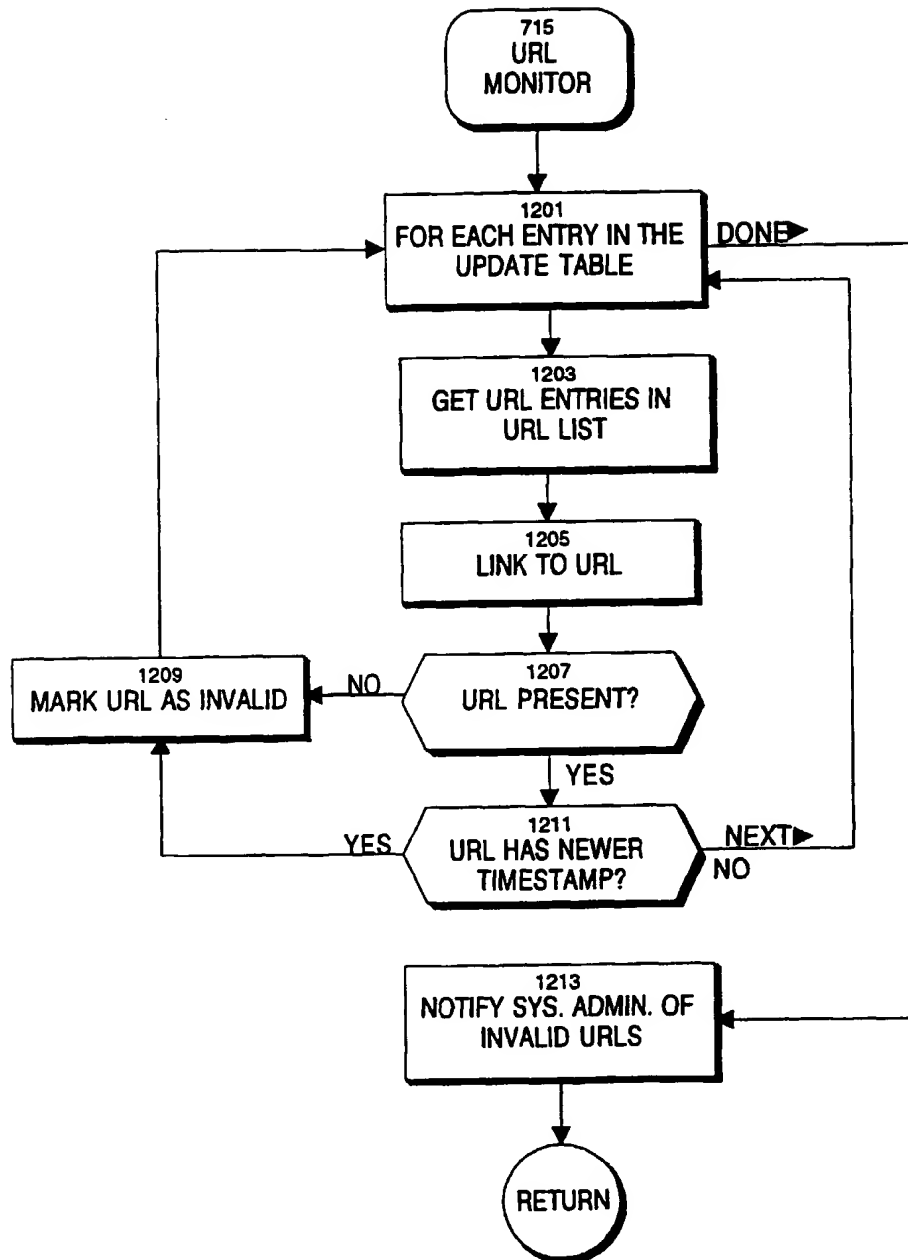 715
URL
MONITOR
1201
FOR EACH ENTRY IN THE
UPDATE TABLE
DONE
1203
GET URL ENTRIES IN
URL LIST
1205
LINK TO URL
1207
URL PRESENT?
NO
1209
MARK URL AS INVALID
YES
1211
URL HAS NEWER
TIMESTAMP?
YES
NEXT
NO
1213
NOTIFY SYS. ADMIN. OF
INVALID URLS
RETURN